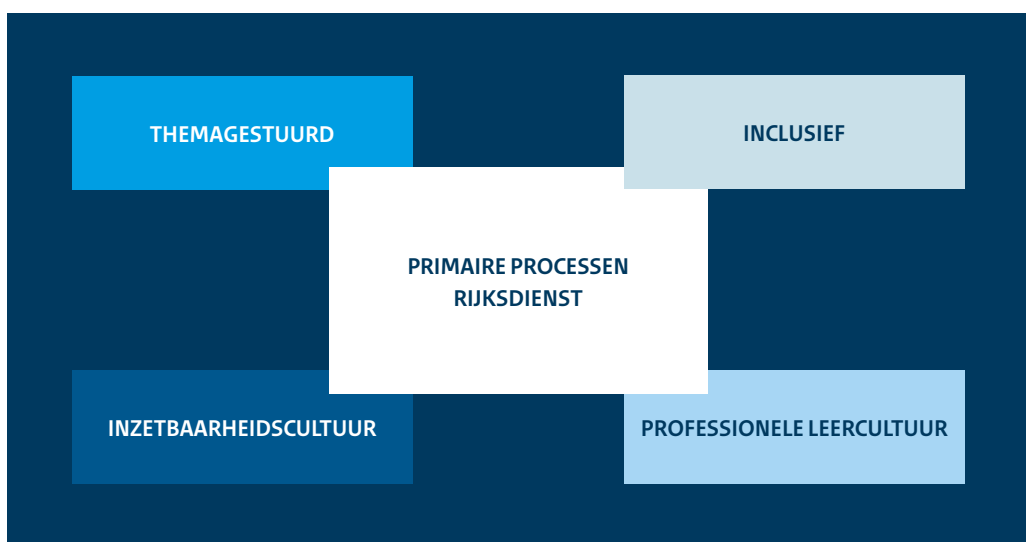 THEMAGESTUURD
INCLUSIEF
PRIMAIRE PROCESSEN
RIJKSDIENST
INZETBAARHEIDSCULTUUR
PROFESSIONELE LEERCULTUUR